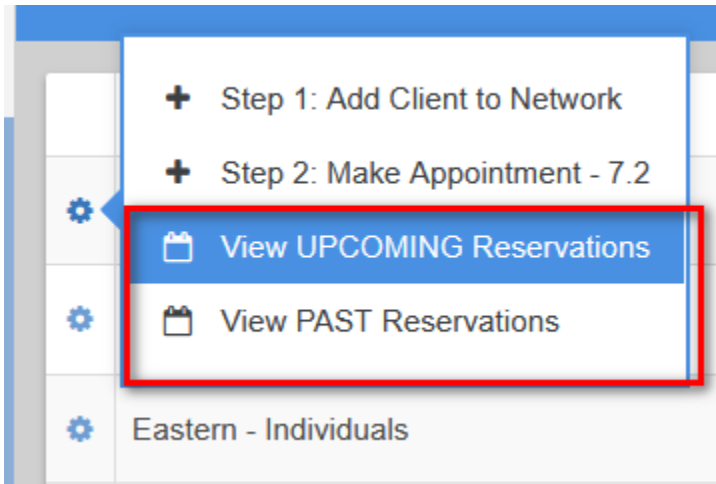 Step 1: Add Client to Network
Step 2: Make Appointment - 7.2
View UPCOMING Reservations
View PAST Reservations
Eastern - Individuals